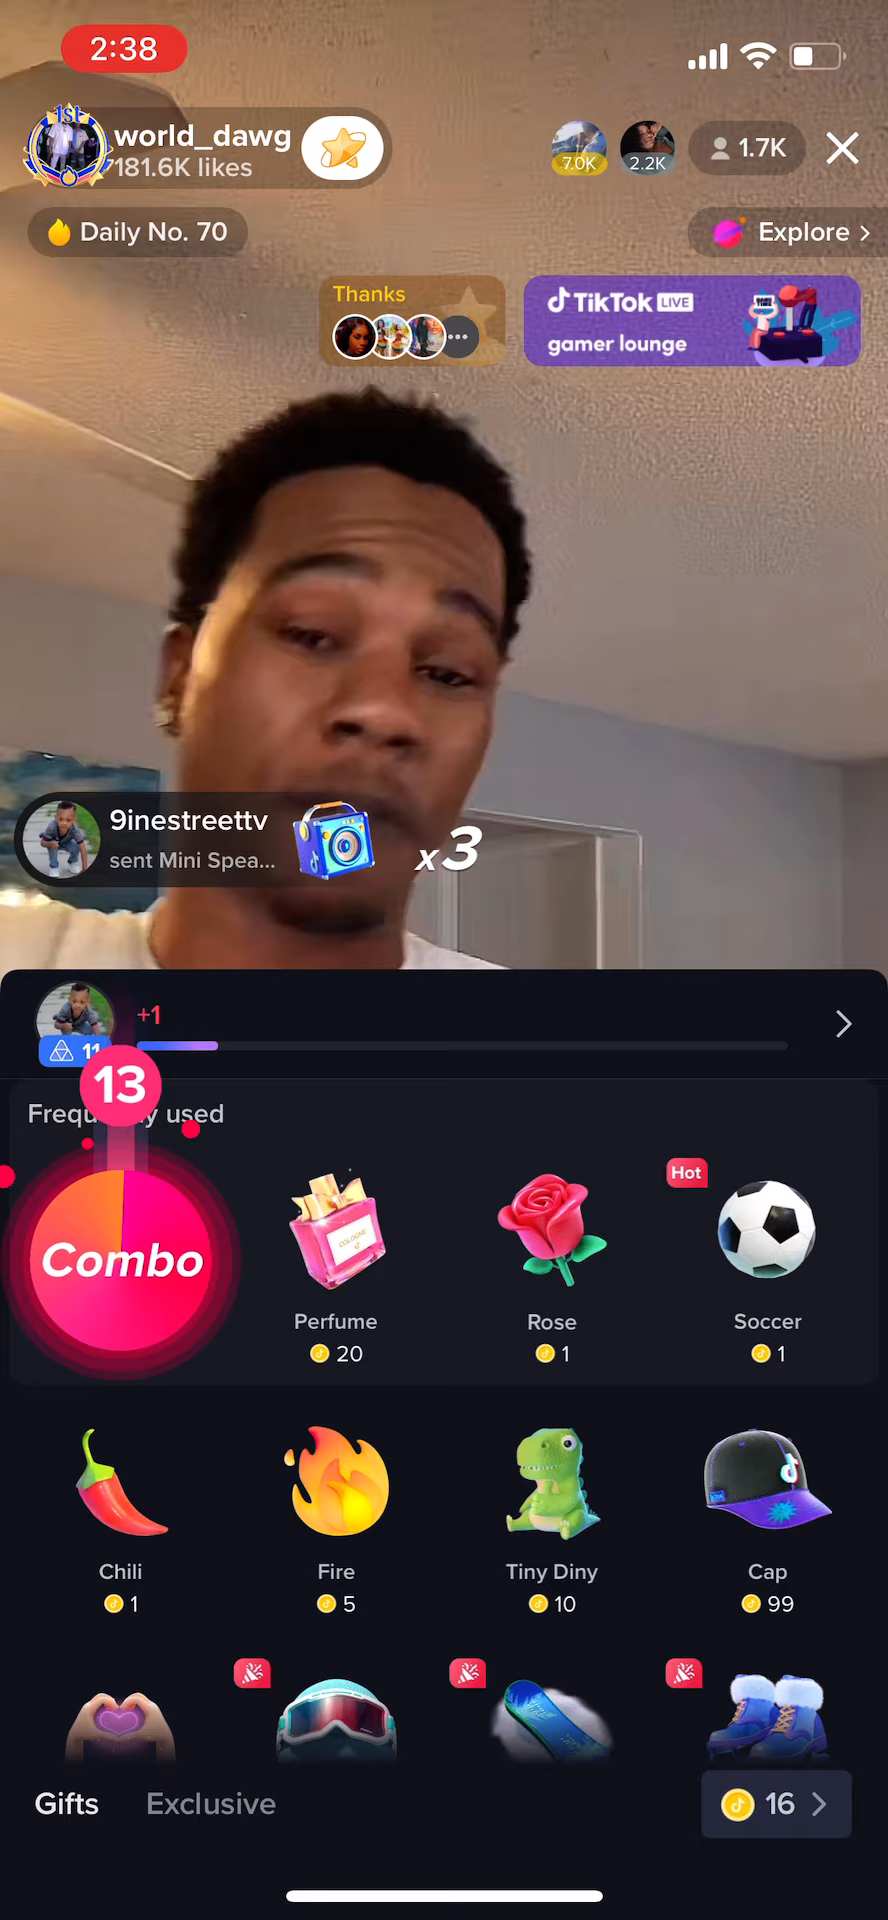 2:38
world_dawg
181.6K likes
7.0K
2.2K
1.7K
Daily No. 70
Explore >
Thanks
TikTok LIVE
gamer lounge
9inestreettv
sent Mini Spea...
x3
+1
11
13
used
Combo
COLOGNE
Hot
Perfume
20
Rose
1
Soccer
1
Chili
1
Fire
5
Tiny Diny
10
Cap
99
Gifts
Exclusive
16